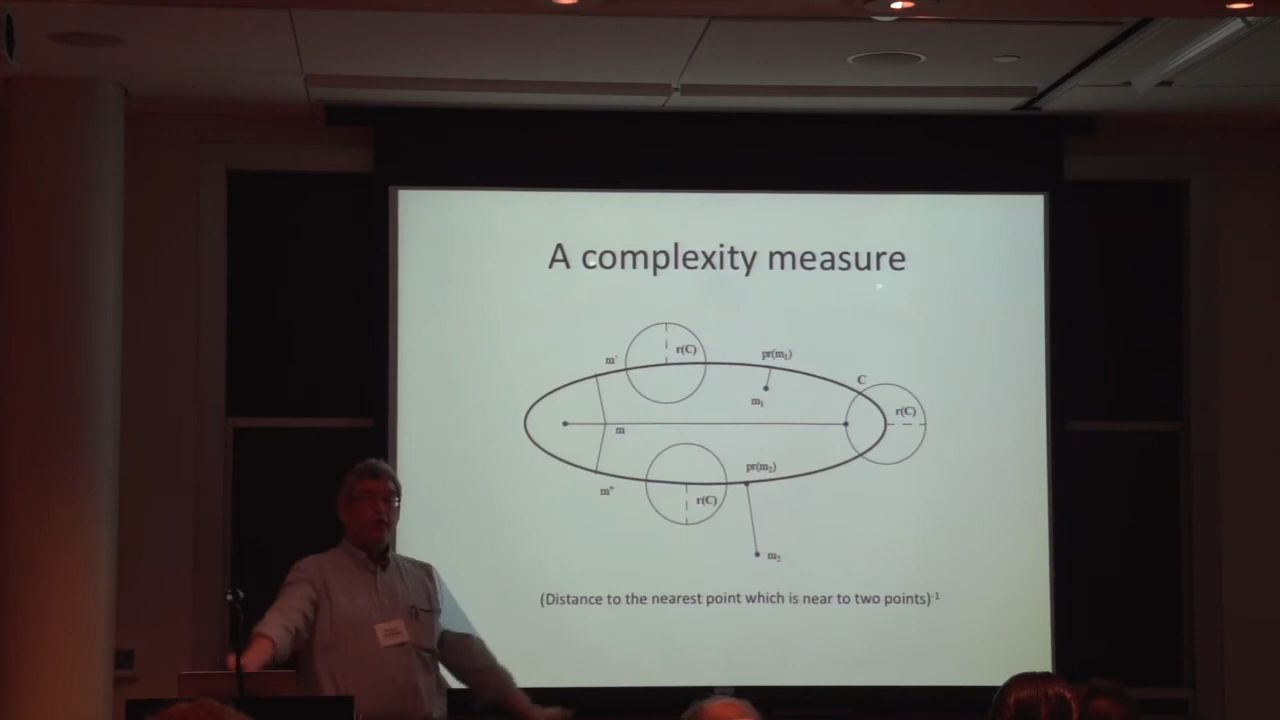 A complexity measure
m'
r(C)
pr(m₁)
m₁
C
r(C)
m
pr(m₂)
m"
r(C)
m₂
(Distance to the nearest point which is near to two points)⁻¹